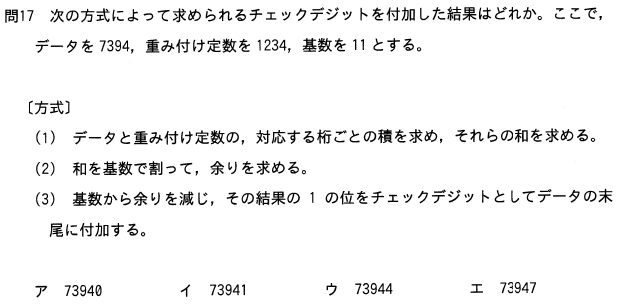 問17 次の方式によって求められるチェックデジットを付加した結果はどれか。ここで，
データを 7394，重み付け定数を 1234，基数を 11 とする。
〔方式〕
(1) データと重み付け定数の，対応する桁ごとの積を求め，それらの和を求める。
(2) 和を基数で割って，余りを求める。
(3) 基数から余りを減じ，その結果の 1 の位をチェックデジットとしてデータの末
尾に付加する。
ア 73940 イ 73941 ウ 73944 エ 73947